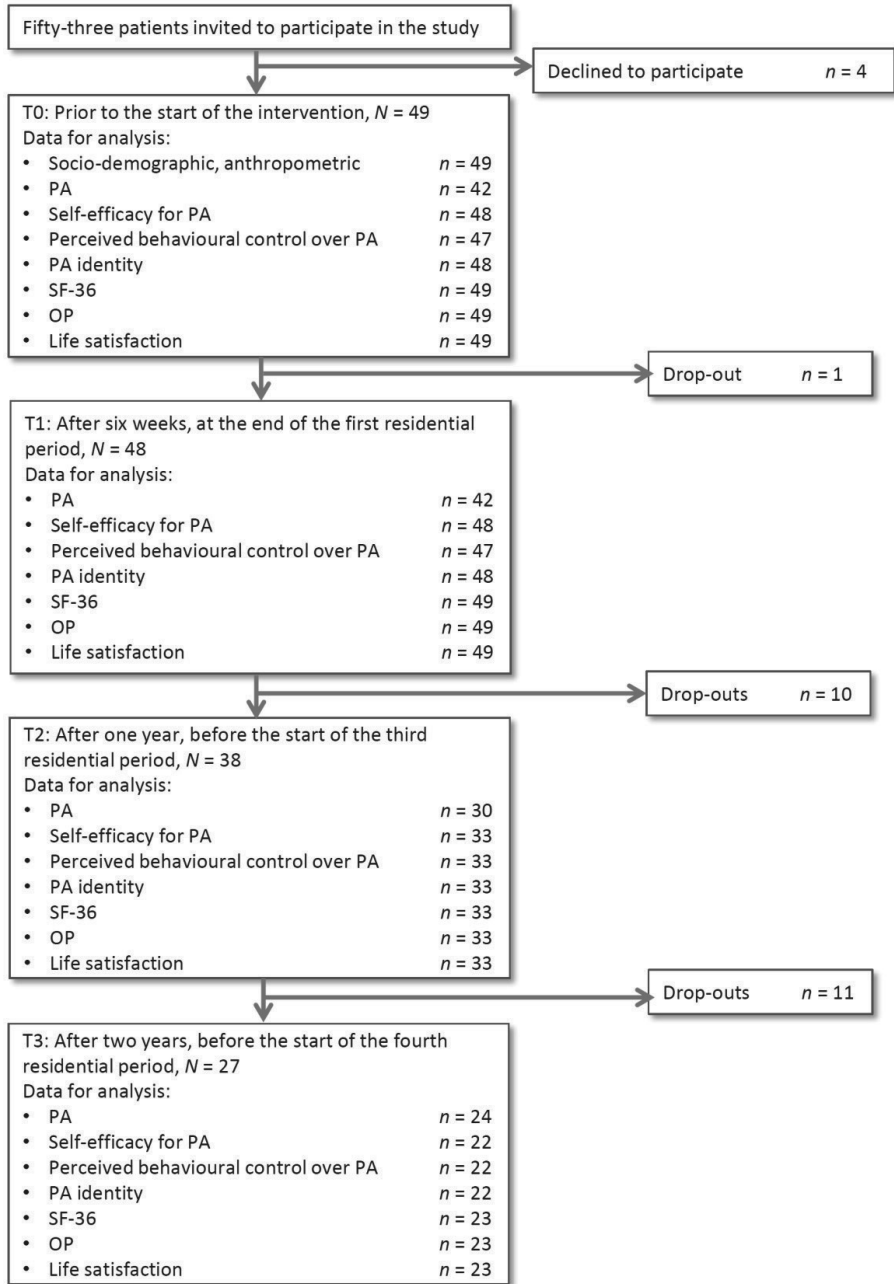 Fifty-three patients invited to participate in the study
Declined to participate n = 4
T0: Prior to the start of the intervention, N = 49
Data for analysis:
• Socio-demographic, anthropometric n = 49
• PA n = 42
• Self-efficacy for PA n = 48
• Perceived behavioural control over PA n = 47
• PA identity n = 48
• SF-36 n = 49
• OP n = 49
• Life satisfaction n = 49
Drop-out n = 1
T1: After six weeks, at the end of the first residential
period, N = 48
Data for analysis:
• PA n = 42
• Self-efficacy for PA n = 48
• Perceived behavioural control over PA n = 47
• PA identity n = 48
• SF-36 n = 49
• OP n = 49
• Life satisfaction n = 49
Drop-outs n = 10
T2: After one year, before the start of the third
residential period, N = 38
Data for analysis:
• PA n = 30
• Self-efficacy for PA n = 33
• Perceived behavioural control over PA n = 33
• PA identity n = 33
• SF-36 n = 33
• OP n = 33
• Life satisfaction n = 33
Drop-outs n = 11
T3: After two years, before the start of the fourth
residential period, N = 27
Data for analysis:
• PA n = 24
• Self-efficacy for PA n = 22
• Perceived behavioural control over PA n = 22
• PA identity n = 22
• SF-36 n = 23
• OP n = 23
• Life satisfaction n = 23